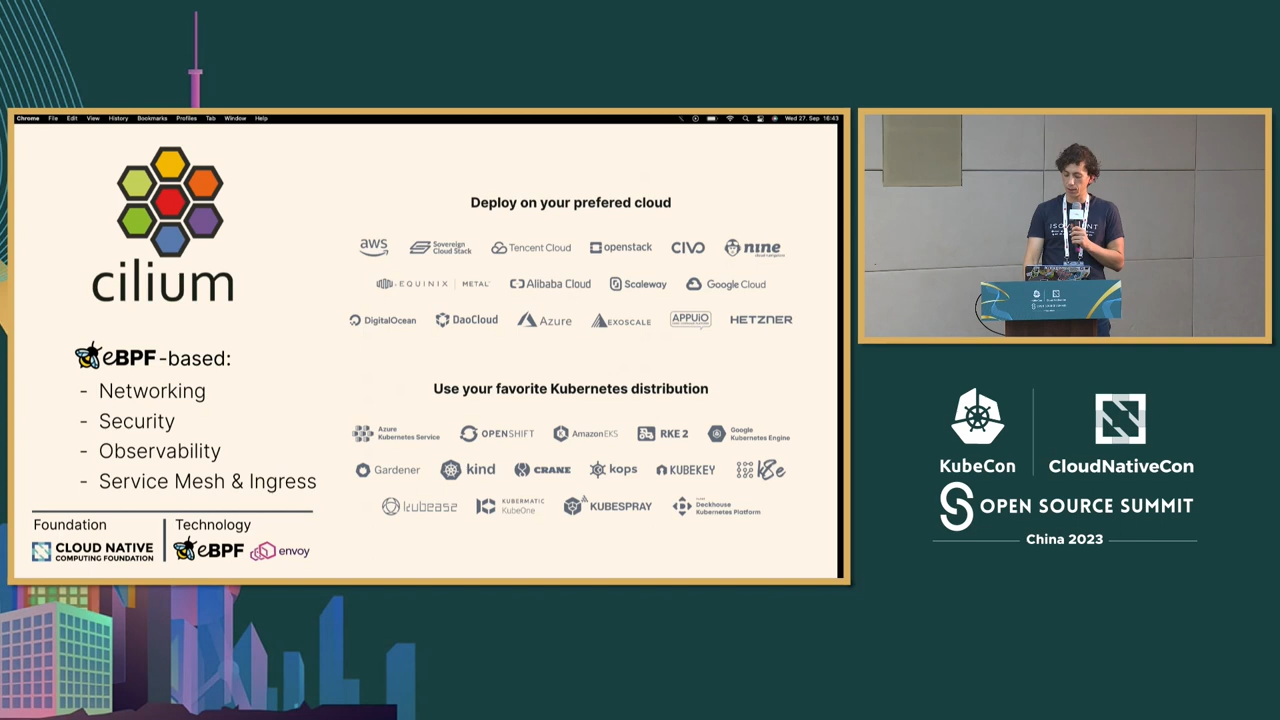 Chrome File Edit View History Bookmarks Profiles Tab Window Help
Wed 27. Sep 16:43
cilium
eBPF-based:
- Networking
- Security
- Observability
- Service Mesh & Ingress
Foundation
CLOUD NATIVE
COMPUTING FOUNDATION
Technology
eBPF envoy
Deploy on your prefered cloud
aws Sovereign Cloud Stack Tencent Cloud openstack CIVO nine
EQUINIX | METAL Alibaba Cloud Scaleway Google Cloud
DigitalOcean DaoCloud Azure EXOSCALE APPUiO HETZNER
Use your favorite Kubernetes distribution
Azure Kubernetes Service OPENSHIFT Amazon EKS RKE 2 Google Kubernetes Engine
Gardener kind CRANE kops KUBEKEY k8e
kubease KUBERMATIC KubeOne KUBESPRAY Deckhouse Kubernetes Platform
ISOVALENT
KubeCon
CloudNativeCon
OPEN SOURCE SUMMIT
China 2023